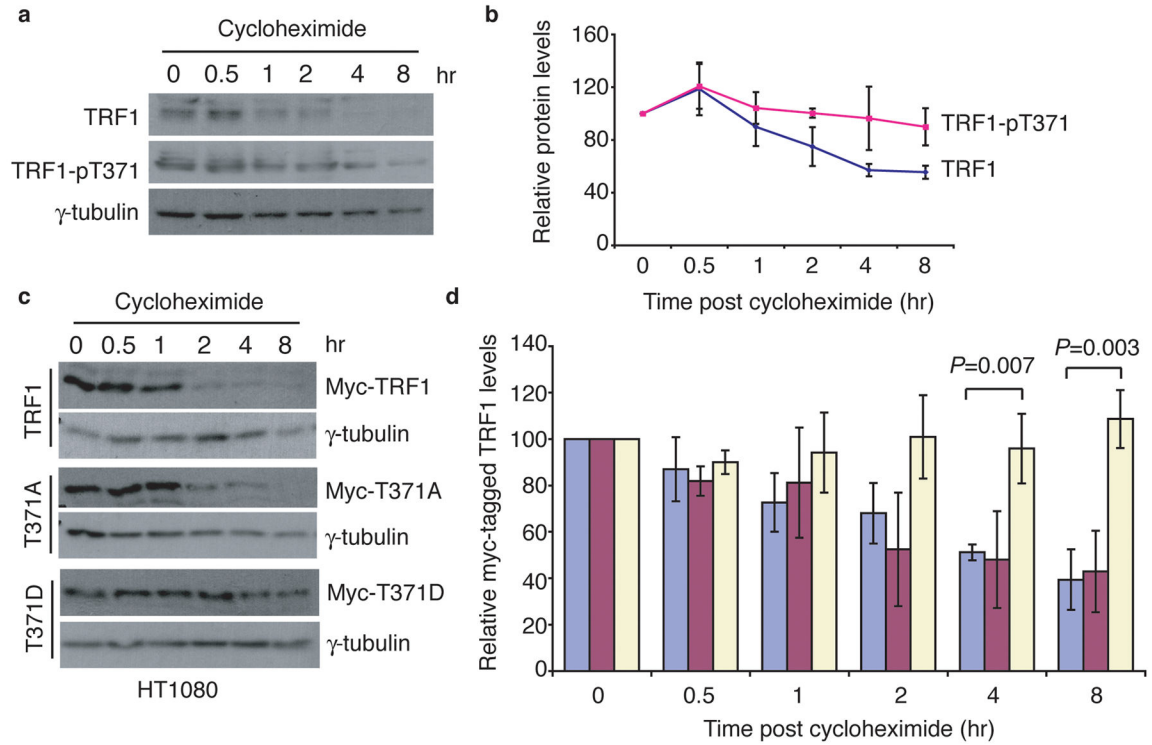 a
Cycloheximide
0 0.5 1 2 4 8 hr
TRF1
TRF1-pT371
γ-tubulin
b
Relative protein levels
160
120
80
40
0
TRF1-pT371
TRF1
0 0.5 1 2 4 8
Time post cycloheximide (hr)
c
Cycloheximide
0 0.5 1 2 4 8 hr
TRF1
Myc-TRF1
γ-tubulin
T371A
Myc-T371A
γ-tubulin
T371D
Myc-T371D
γ-tubulin
HT1080
d
Relative myc-tagged TRF1 levels
140
120
100
80
60
40
20
0
P=0.007
P=0.003
0 0.5 1 2 4 8
Time post cycloheximide (hr)